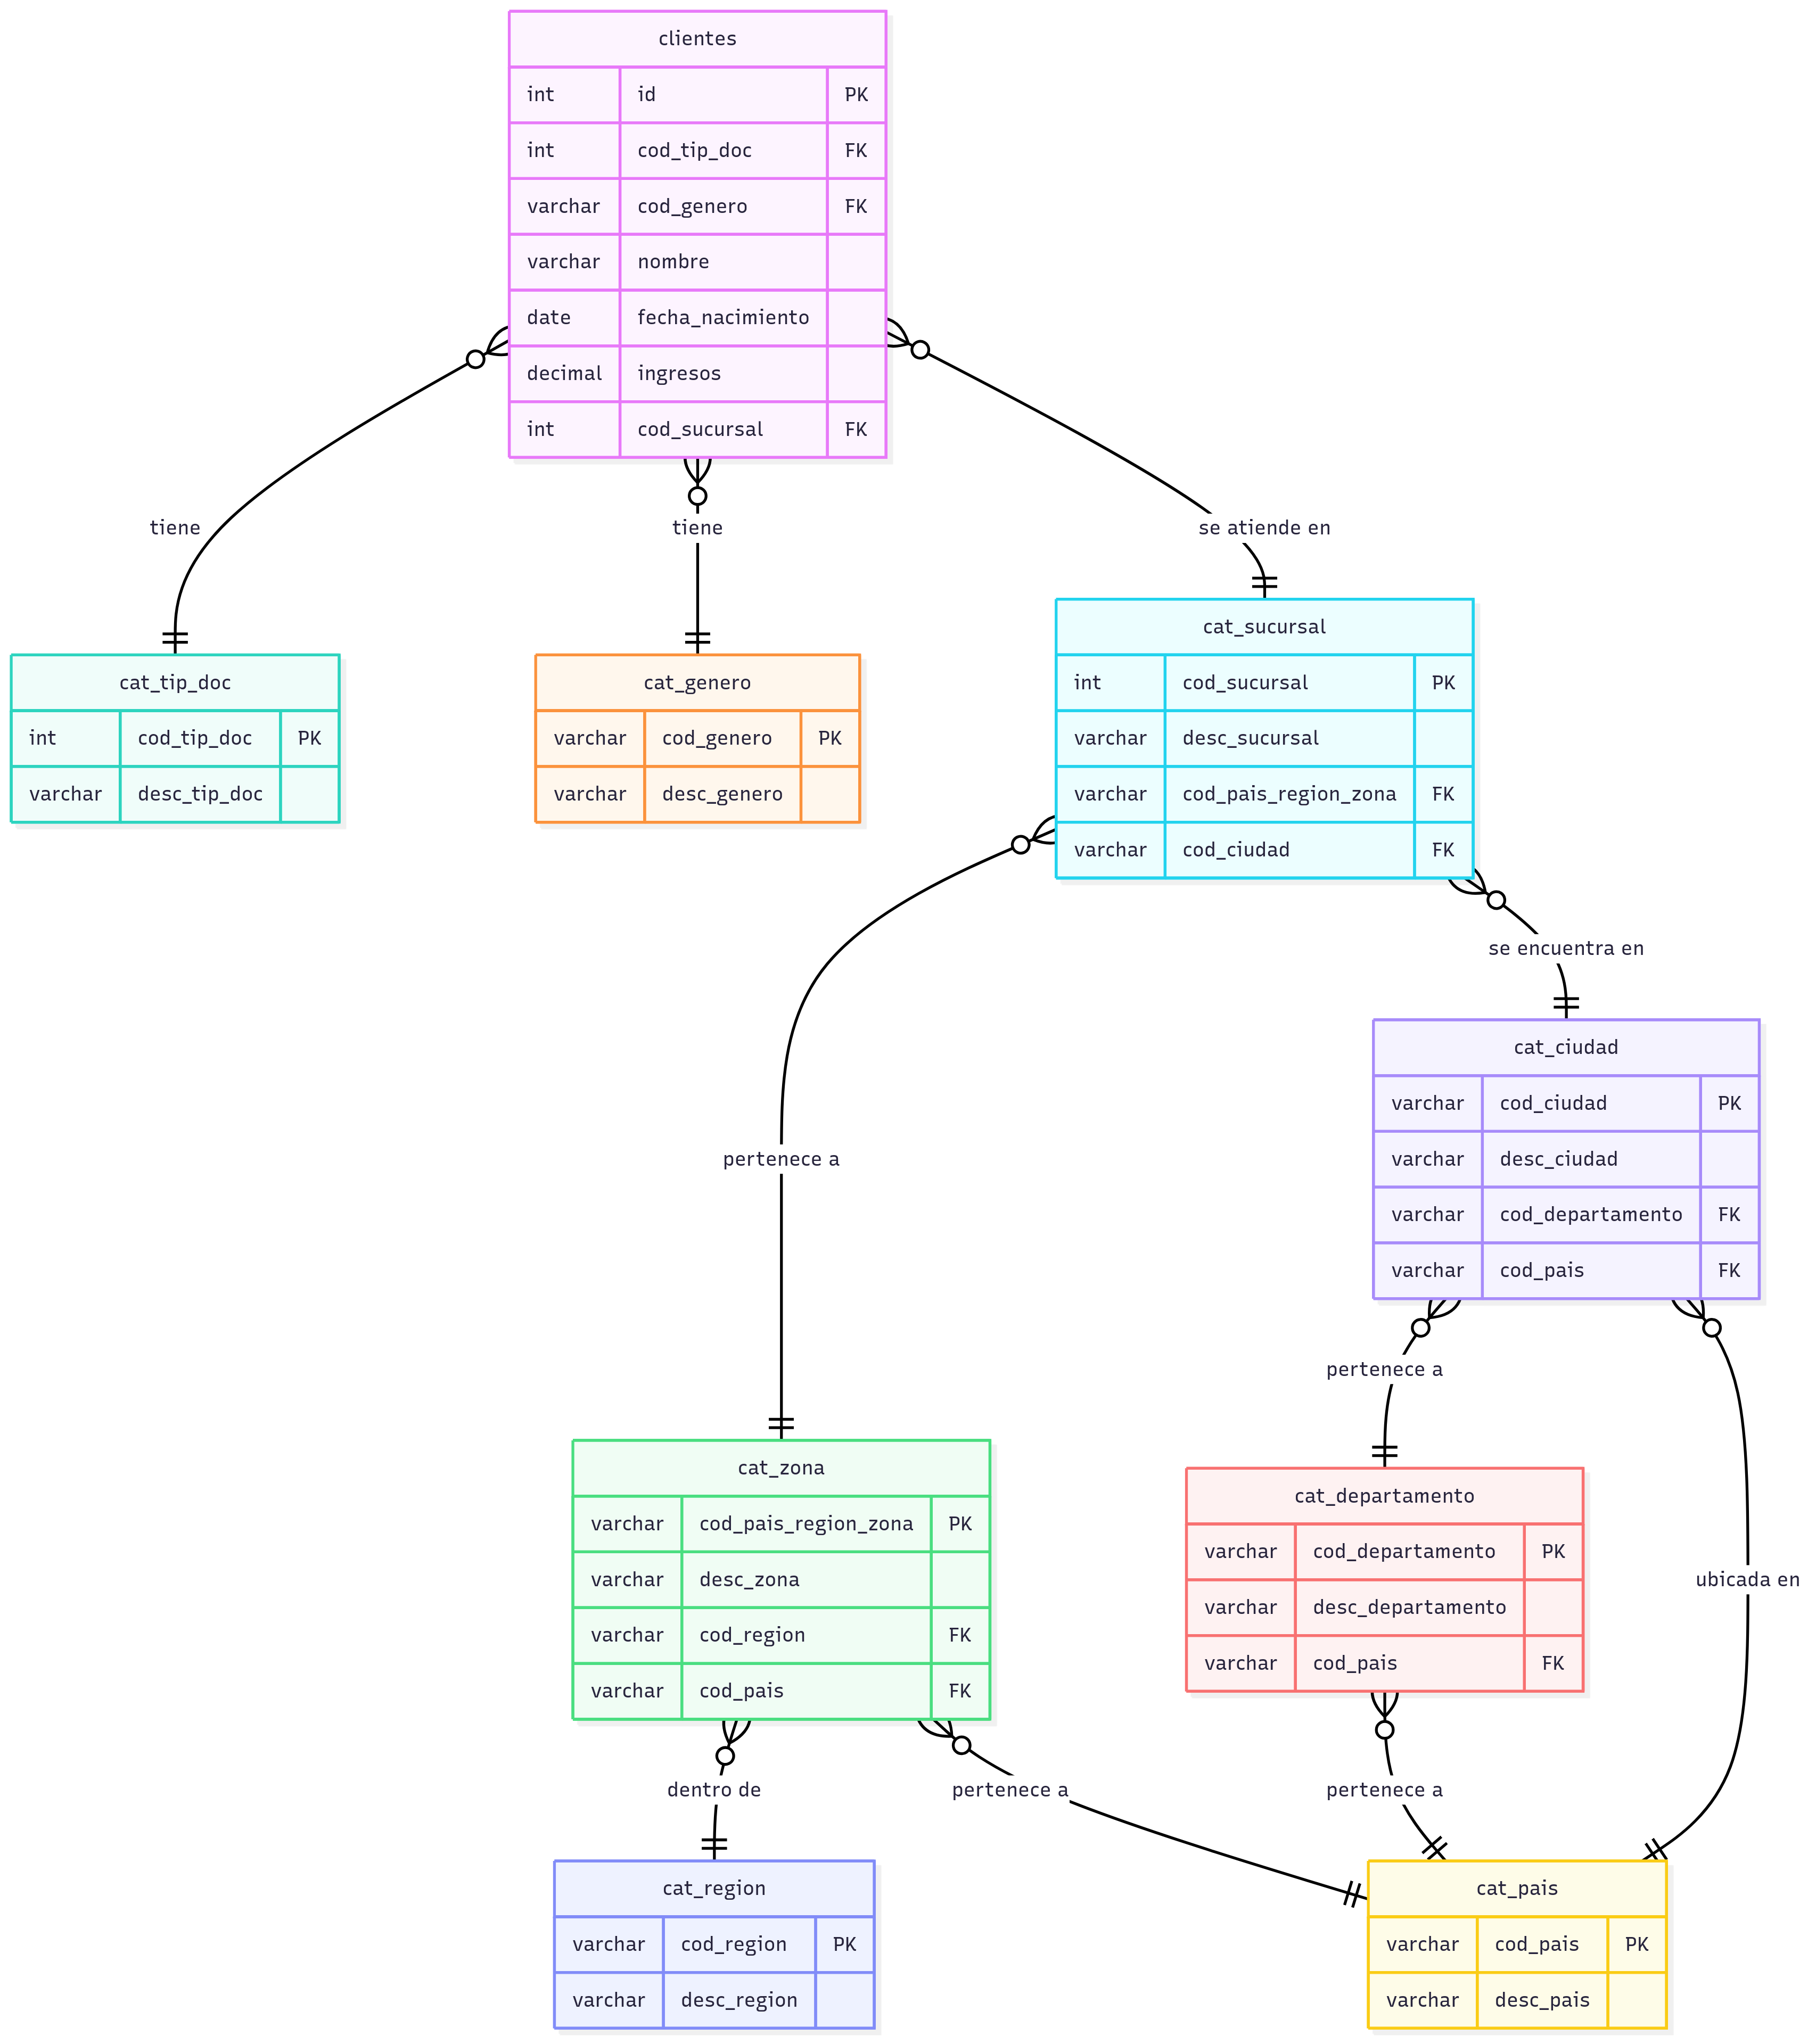 clientes
int id PK
int cod_tip_doc FK
varchar cod_genero FK
varchar nombre
date fecha_nacimiento
decimal ingresos
int cod_sucursal FK
tiene
tiene
se atiende en
cat_tip_doc
int cod_tip_doc PK
varchar desc_tip_doc
cat_genero
varchar cod_genero PK
varchar desc_genero
cat_sucursal
int cod_sucursal PK
varchar desc_sucursal
varchar cod_pais_region_zona FK
varchar cod_ciudad FK
se encuentra en
pertenece a
cat_ciudad
varchar cod_ciudad PK
varchar desc_ciudad
varchar cod_departamento FK
varchar cod_pais FK
pertenece a
ubicada en
cat_zona
varchar cod_pais_region_zona PK
varchar desc_zona
varchar cod_region FK
varchar cod_pais FK
cat_departamento
varchar cod_departamento PK
varchar desc_departamento
varchar cod_pais FK
dentro de
pertenece a
pertenece a
cat_region
varchar cod_region PK
varchar desc_region
cat_pais
varchar cod_pais PK
varchar desc_pais